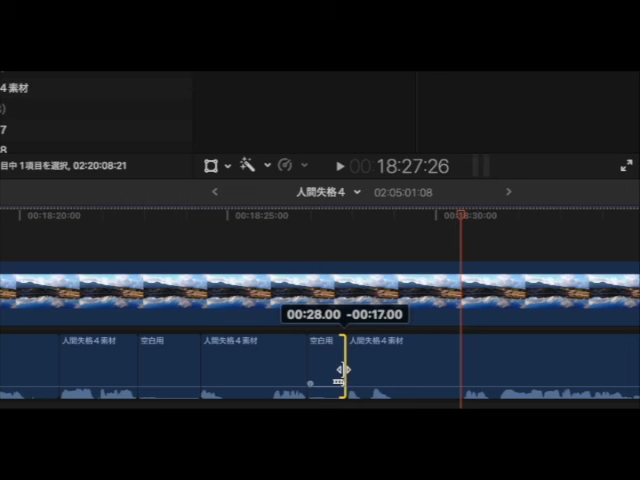 4素材
7
8
目中 1項目を選択, 02:20:08:21
00:18:27:26
人間失格４
02:05:01:08
00:18:20:00
00:18:25:00
00:18:30:00
00:28.00 -00:17.00
人間失格４素材
空白用
人間失格４素材
空白用
人間失格４素材